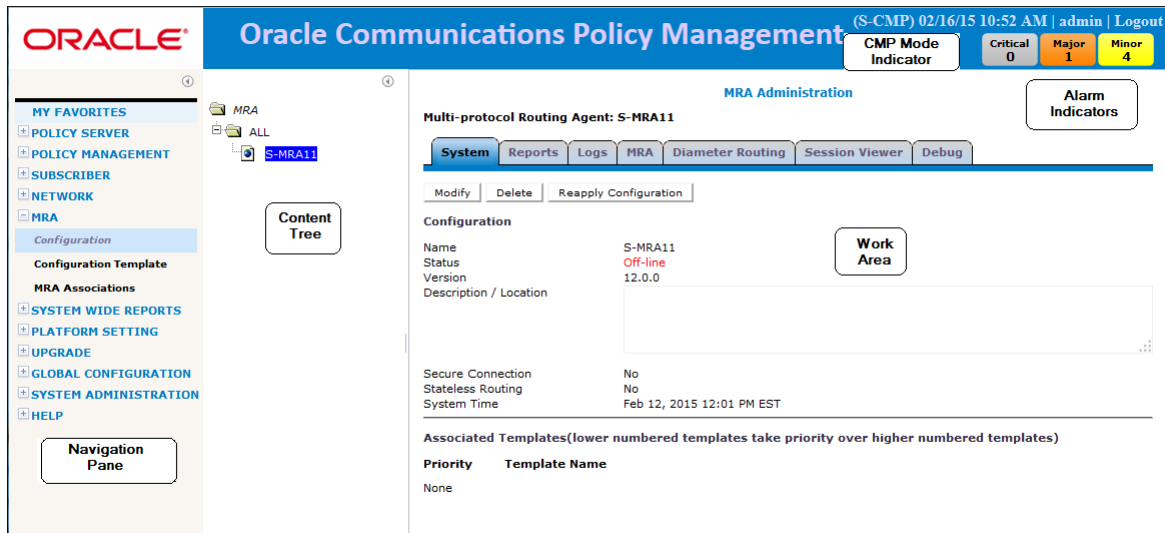 ORACLE®
Oracle Communications Policy Management
(S-CMP) 02/16/15 10:52 AM | admin | Logout
CMP Mode
Indicator
Critical
0
Major
1
Minor
4
Alarm
Indicators
MY FAVORITES
POLICY SERVER
POLICY MANAGEMENT
SUBSCRIBER
NETWORK
MRA
Configuration
Configuration Template
MRA Associations
SYSTEM WIDE REPORTS
PLATFORM SETTING
UPGRADE
GLOBAL CONFIGURATION
SYSTEM ADMINISTRATION
HELP
Navigation
Pane
MRA
ALL
S-MRA11
Content
Tree
MRA Administration
Multi-protocol Routing Agent: S-MRA11
System Reports Logs MRA Diameter Routing Session Viewer Debug
Modify Delete Reapply Configuration
Configuration
Name S-MRA11
Status Off-line
Version 12.0.0
Description / Location
Work
Area
Secure Connection No
Stateless Routing No
System Time Feb 12, 2015 12:01 PM EST
Associated Templates(lower numbered templates take priority over higher numbered templates)
Priority Template Name
None